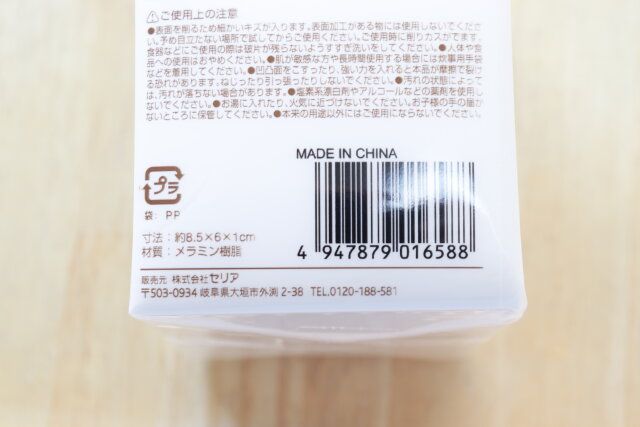 ⚠ご使用上の注意
●表面を削るため細かいキズが入ります。表面加工がある物には使用しないでくださ
い。予め目立たない場所で試してからご使用ください。ご使用時に削りカスがでます。
食器などにご使用の際は破片が残らないようすすぎ洗いをしてください。●人体や食
品への使用はおやめください。●肌が敏感な方や長時間使用する場合には炊事用手袋
などを着用してください。●凹凸面をこすったり、強い力を入れると本品が摩擦で裂け
る恐れがあります。ねじったり引っ張ったりしないでください。●汚れの状態によって
は、汚れが落ちない場合があります。●塩素系漂白剤やアルコールなどの薬剤を使用し
ないでください。●お湯に入れたり、火気に近づけないでください。お子様の手の届か
ないところに保管してください。●本来の用途以外にはご使用にならないでください。
MADE IN CHINA
プラ
袋: PP
寸法：約8.5×6×1cm
材質：メラミン樹脂
4 947879 016588
販売元 株式会社セリア
〒503-0934 岐阜県大垣市外渕 2-38 TEL.0120-188-581